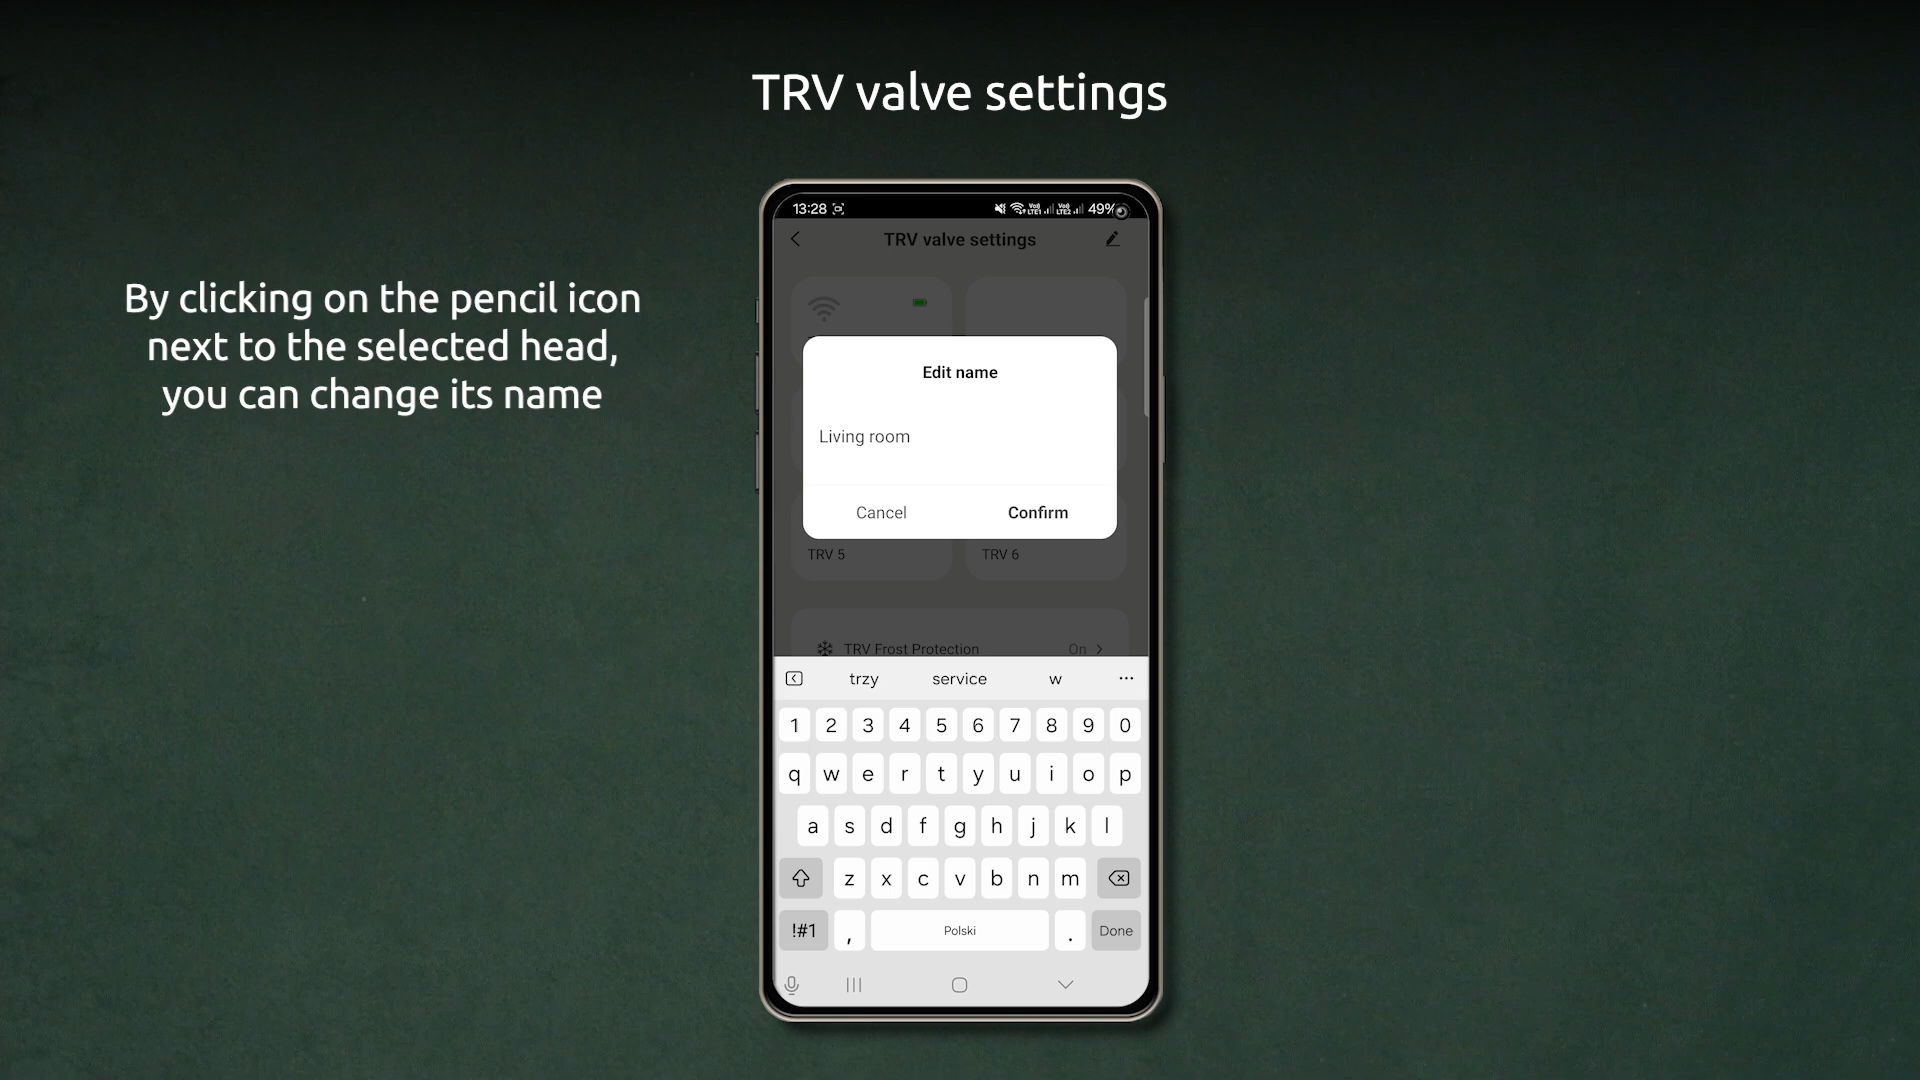 TRV valve settings
By clicking on the pencil icon
next to the selected head,
you can change its name
13:28 49%
TRV valve settings
Edit name
Living room
Cancel Confirm
TRV 5 TRV 6
TRV Frost Protection On
trzy service w
1 2 3 4 5 6 7 8 9 0
q w e r t y u i o p
a s d f g h j k l
z x c v b n m
!#1 , Polski . Done